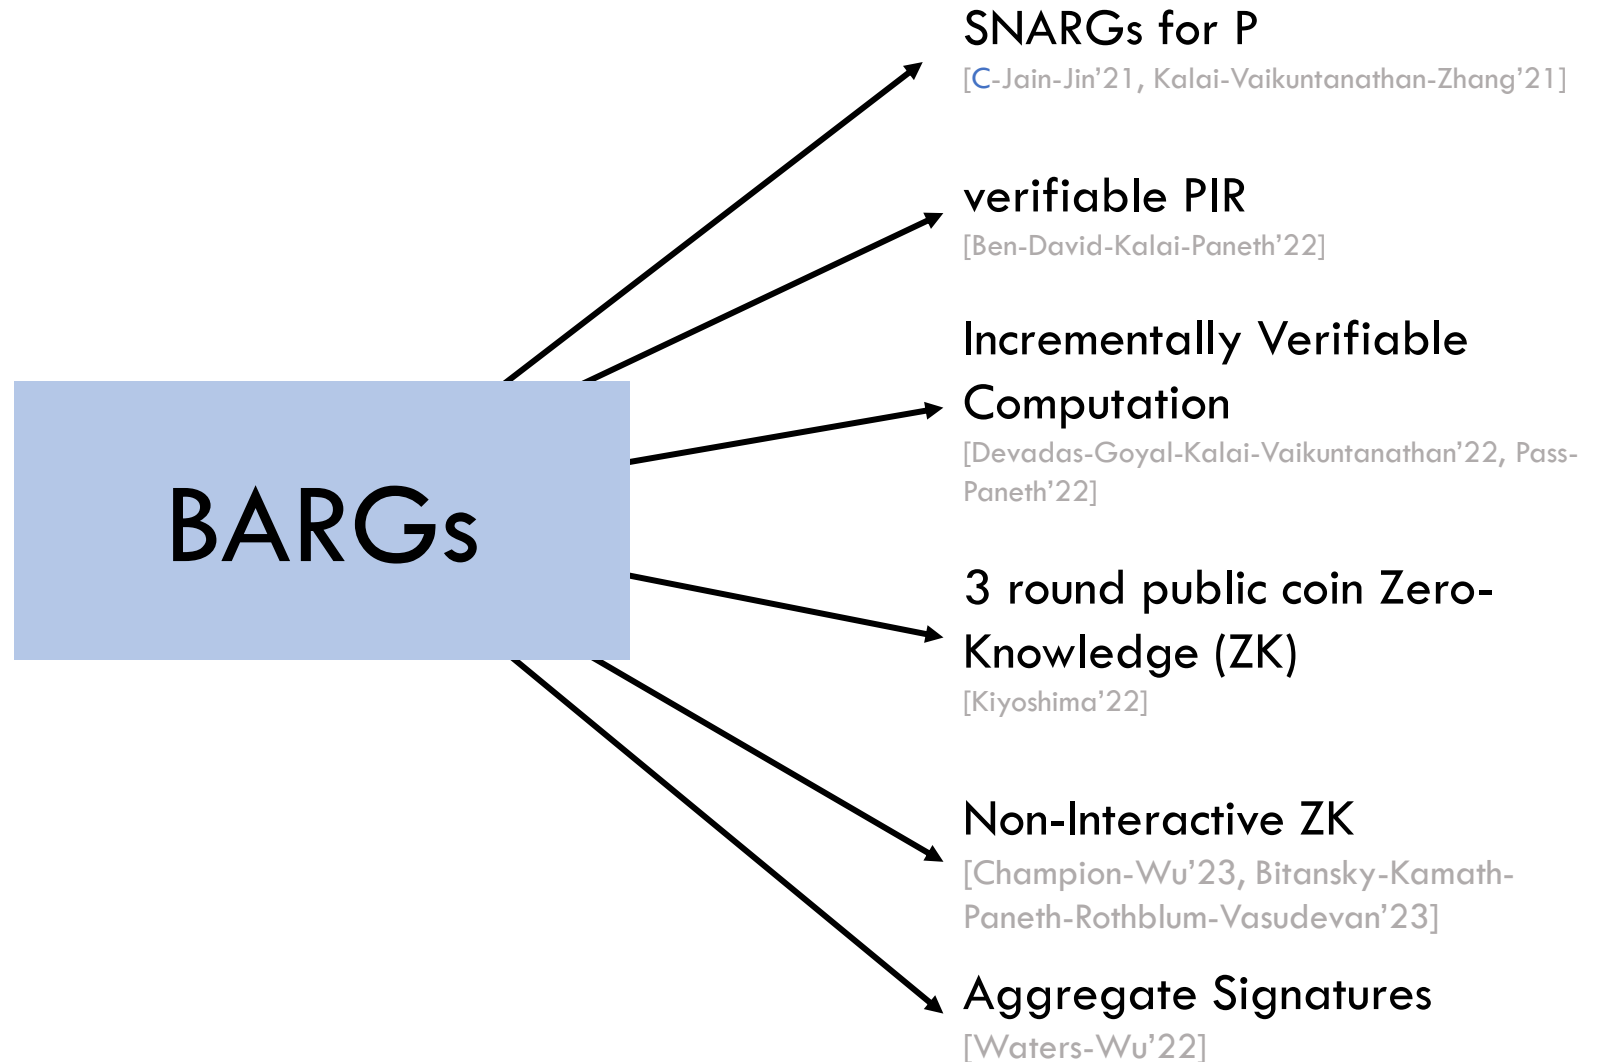 SNARGs for P
[C-Jain-Jin’21, Kalai-Vaikuntanathan-Zhang’21]
verifiable PIR
[Ben-David-Kalai-Paneth’22]
Incrementally Verifiable
Computation
[Devadas-Goyal-Kalai-Vaikuntanathan’22, Pass-
Paneth’22]
BARGs
3 round public coin Zero-
Knowledge (ZK)
[Kiyoshima’22]
Non-Interactive ZK
[Champion-Wu’23, Bitansky-Kamath-
Paneth-Rothblum-Vasudevan’23]
Aggregate Signatures
[Waters-Wu’22]